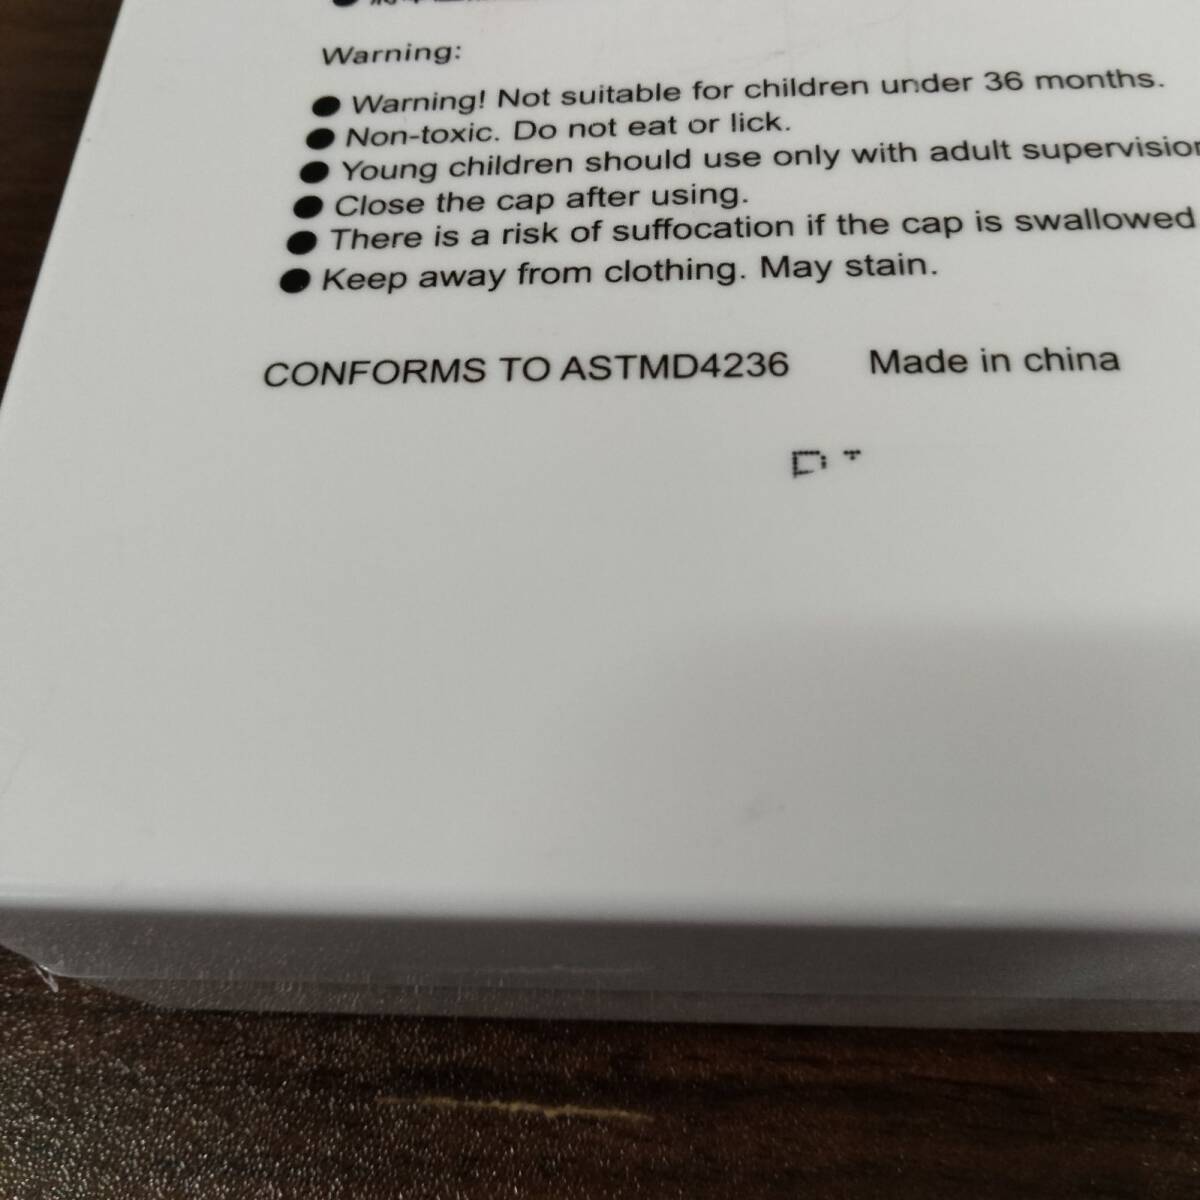 Warning:
● Warning! Not suitable for children under 36 months.
● Non-toxic. Do not eat or lick.
● Young children should use only with adult supervision
● Close the cap after using.
● There is a risk of suffocation if the cap is swallowed
● Keep away from clothing. May stain.
CONFORMS TO ASTMD4236 Made in china